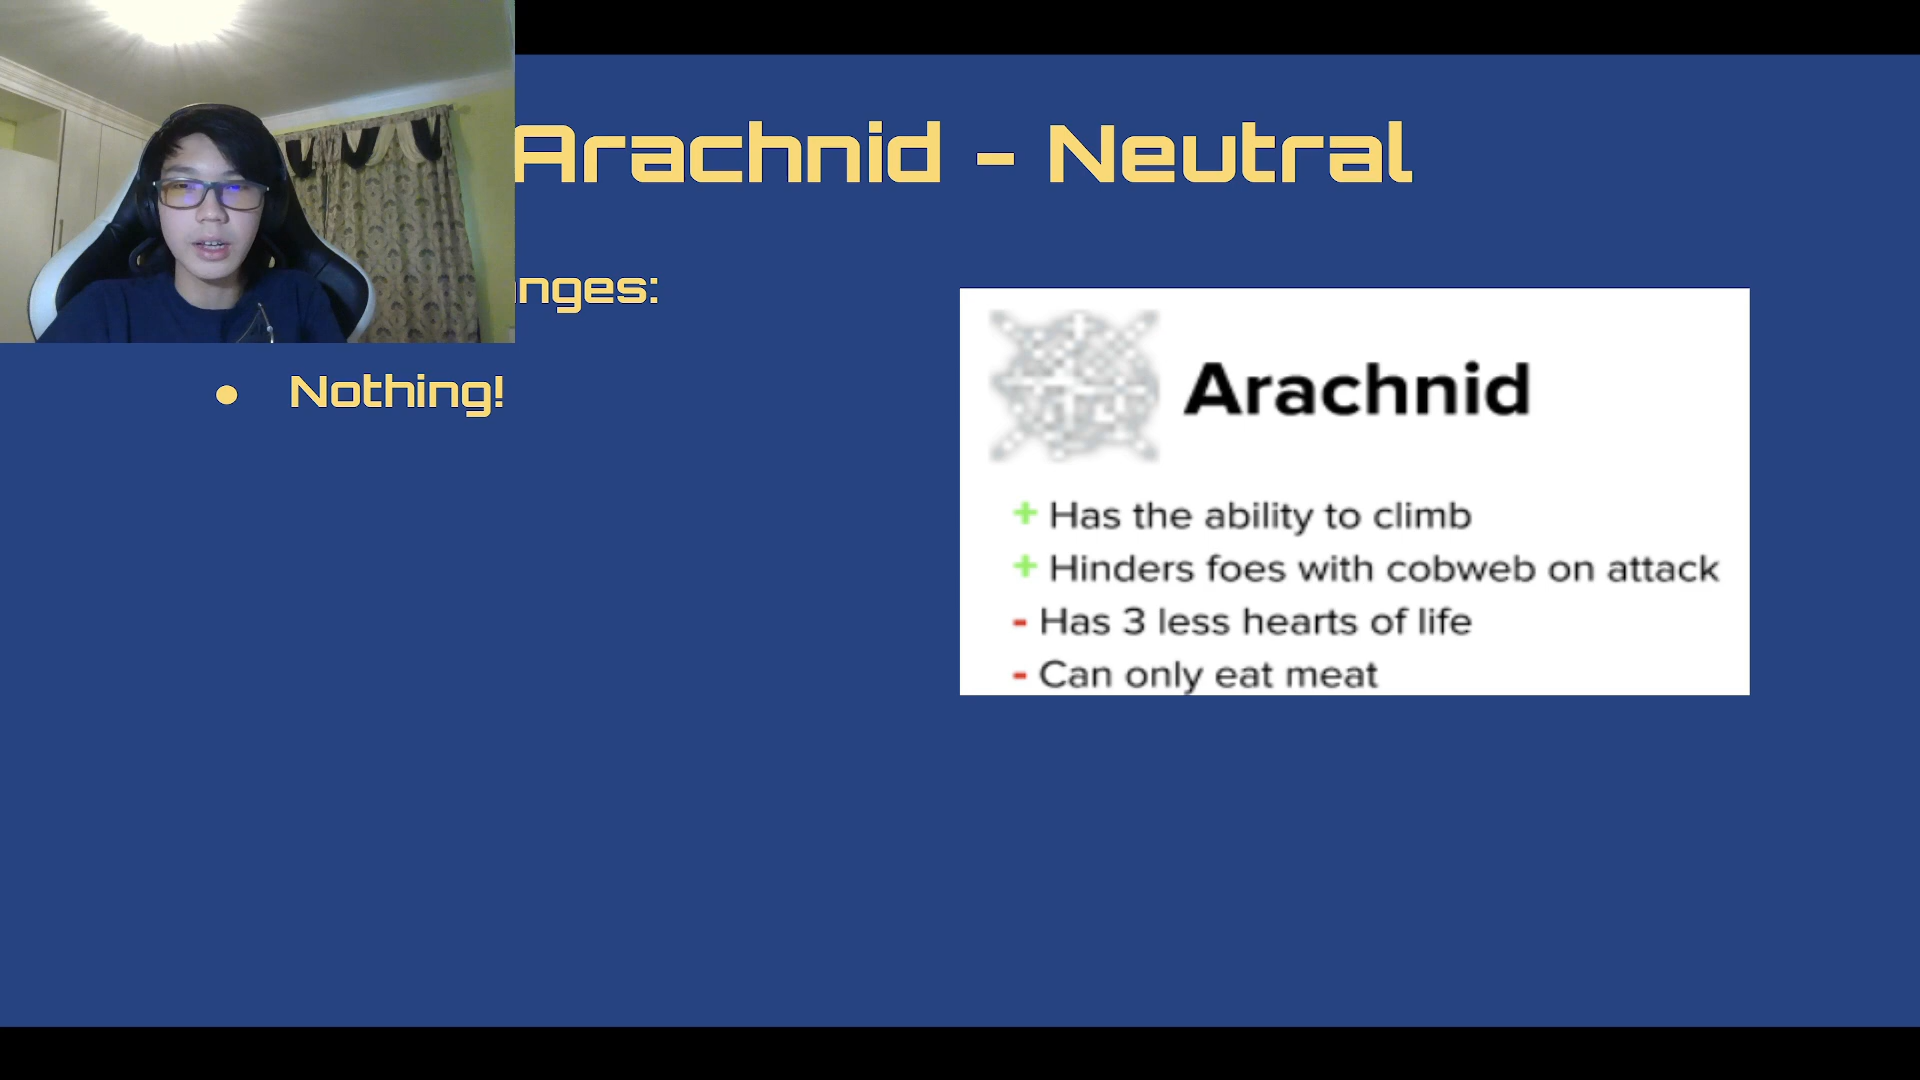 Arachnid - Neutral
nges:
● Nothing!
Arachnid
+ Has the ability to climb
+ Hinders foes with cobweb on attack
- Has 3 less hearts of life
- Can only eat meat